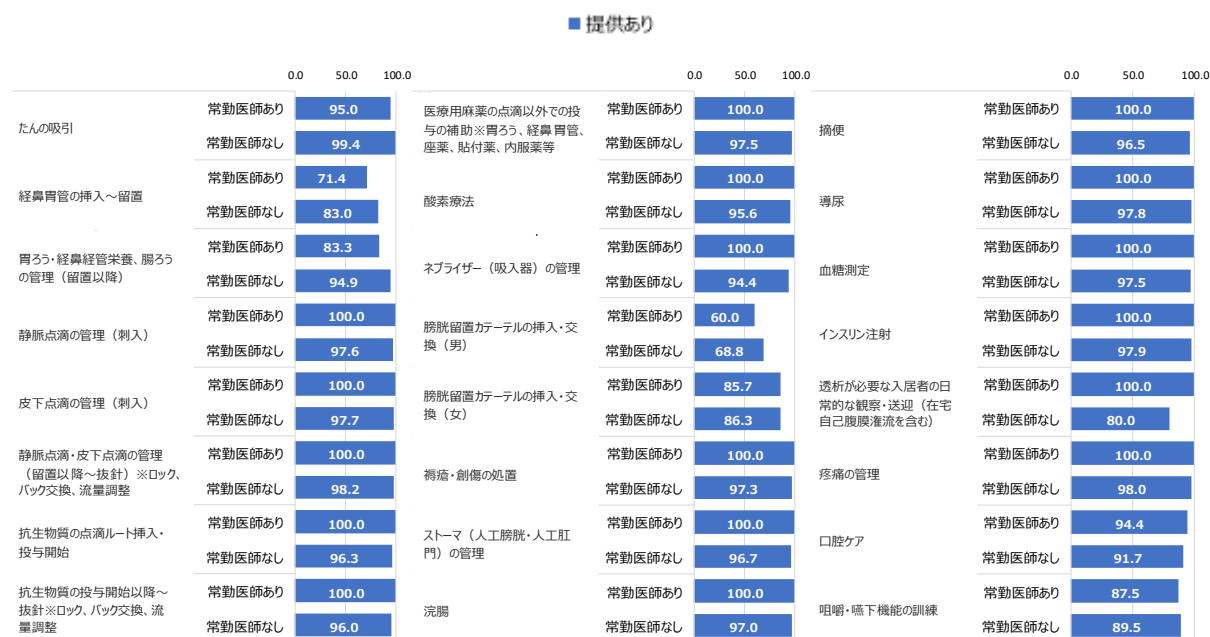 提供あり
0.0 50.0 100.0
たんの吸引
常勤医師あり 95.0
常勤医師なし 99.4
経鼻胃管の挿入～留置
常勤医師あり 71.4
常勤医師なし 83.0
胃ろう・経鼻経管栄養、腸ろう
の管理（留置以降）
常勤医師あり 83.3
常勤医師なし 94.9
静脈点滴の管理（刺入）
常勤医師あり 100.0
常勤医師なし 97.6
皮下点滴の管理（刺入）
常勤医師あり 100.0
常勤医師なし 97.7
静脈点滴・皮下点滴の管理
（留置以降～抜針）※ロック、
バック交換、流量調整
常勤医師あり 100.0
常勤医師なし 98.2
抗生物質の点滴ルート挿入・
投与開始
常勤医師あり 100.0
常勤医師なし 96.3
抗生物質の投与開始以降～
抜針※ロック、バック交換、流
量調整
常勤医師あり 100.0
常勤医師なし 96.0
0.0 50.0 100.0
医療用麻薬の点滴以外での投
与の補助※胃ろう、経鼻胃管、
座薬、貼付薬、内服薬等
常勤医師あり 100.0
常勤医師なし 97.5
酸素療法
常勤医師あり 100.0
常勤医師なし 95.6
ネブライザー（吸入器）の管理
常勤医師あり 100.0
常勤医師なし 94.4
膀胱留置カテーテルの挿入・交
換（男）
常勤医師あり 60.0
常勤医師なし 68.8
膀胱留置カテーテルの挿入・交
換（女）
常勤医師あり 85.7
常勤医師なし 86.3
褥瘡・創傷の処置
常勤医師あり 100.0
常勤医師なし 97.3
ストーマ（人工膀胱・人工肛
門）の管理
常勤医師あり 100.0
常勤医師なし 96.7
浣腸
常勤医師あり 100.0
常勤医師なし 97.0
0.0 50.0 100.0
摘便
常勤医師あり 100.0
常勤医師なし 96.5
導尿
常勤医師あり 100.0
常勤医師なし 97.8
血糖測定
常勤医師あり 100.0
常勤医師なし 97.5
インスリン注射
常勤医師あり 100.0
常勤医師なし 97.9
透析が必要な入居者の日
常的な観察・送迎（在宅
自己腹膜潅流を含む）
常勤医師あり 100.0
常勤医師なし 80.0
疼痛の管理
常勤医師あり 100.0
常勤医師なし 98.0
口腔ケア
常勤医師あり 94.4
常勤医師なし 91.7
咀嚼・嚥下機能の訓練
常勤医師あり 87.5
常勤医師なし 89.5